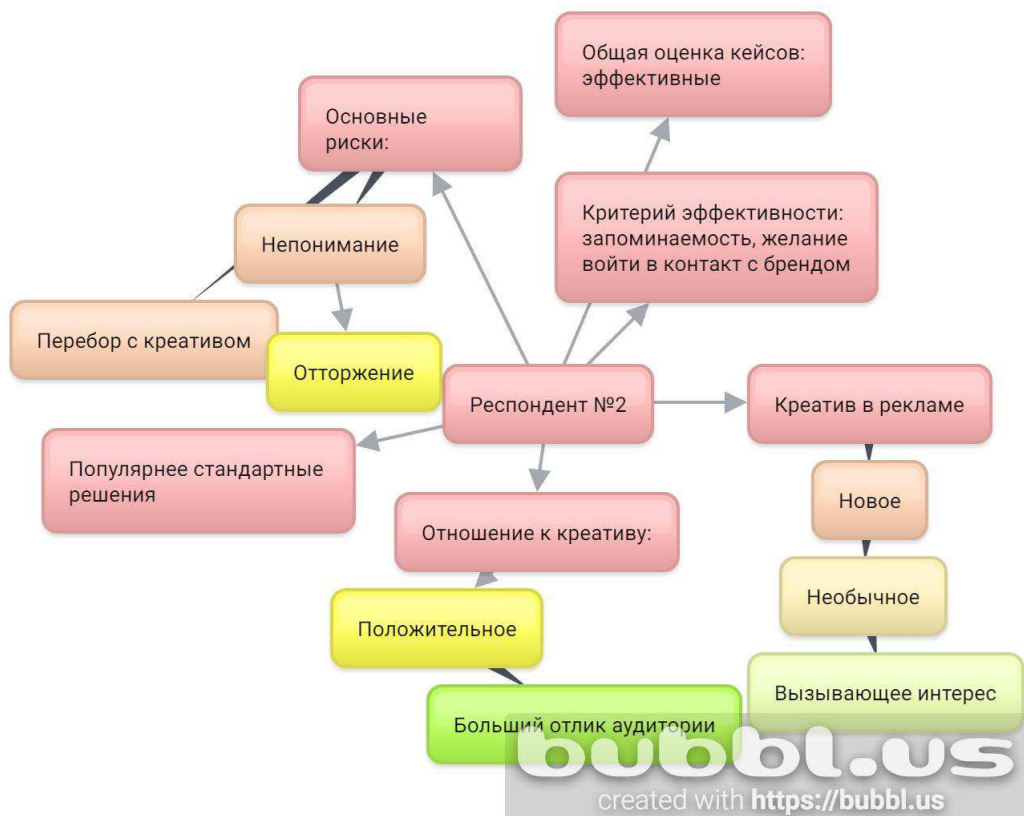 Общая оценка кейсов:
эффективные
Основные
риски:
Критерий эффективности:
запоминаемость, желание
войти в контакт с брендом
Непонимание
Перебор с креативом
Отторжение
Респондент №2
Креатив в рекламе
Популярнее стандартные
решения
Новое
Отношение к креативу:
Необычное
Положительное
Вызывающее интерес
Больший отлик аудитории
bubbl.us
created with https://bubbl.us